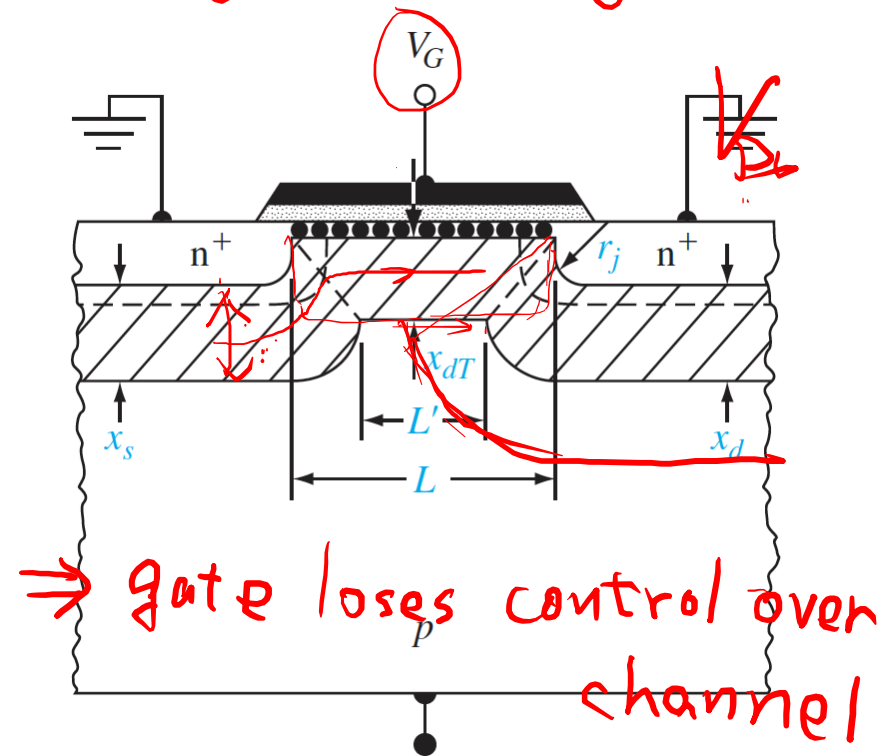 V_G
V_D
n+
r_j
n+
x_dT
L'
x_s
x_d
L
⇒ gate loses control over
p
channel